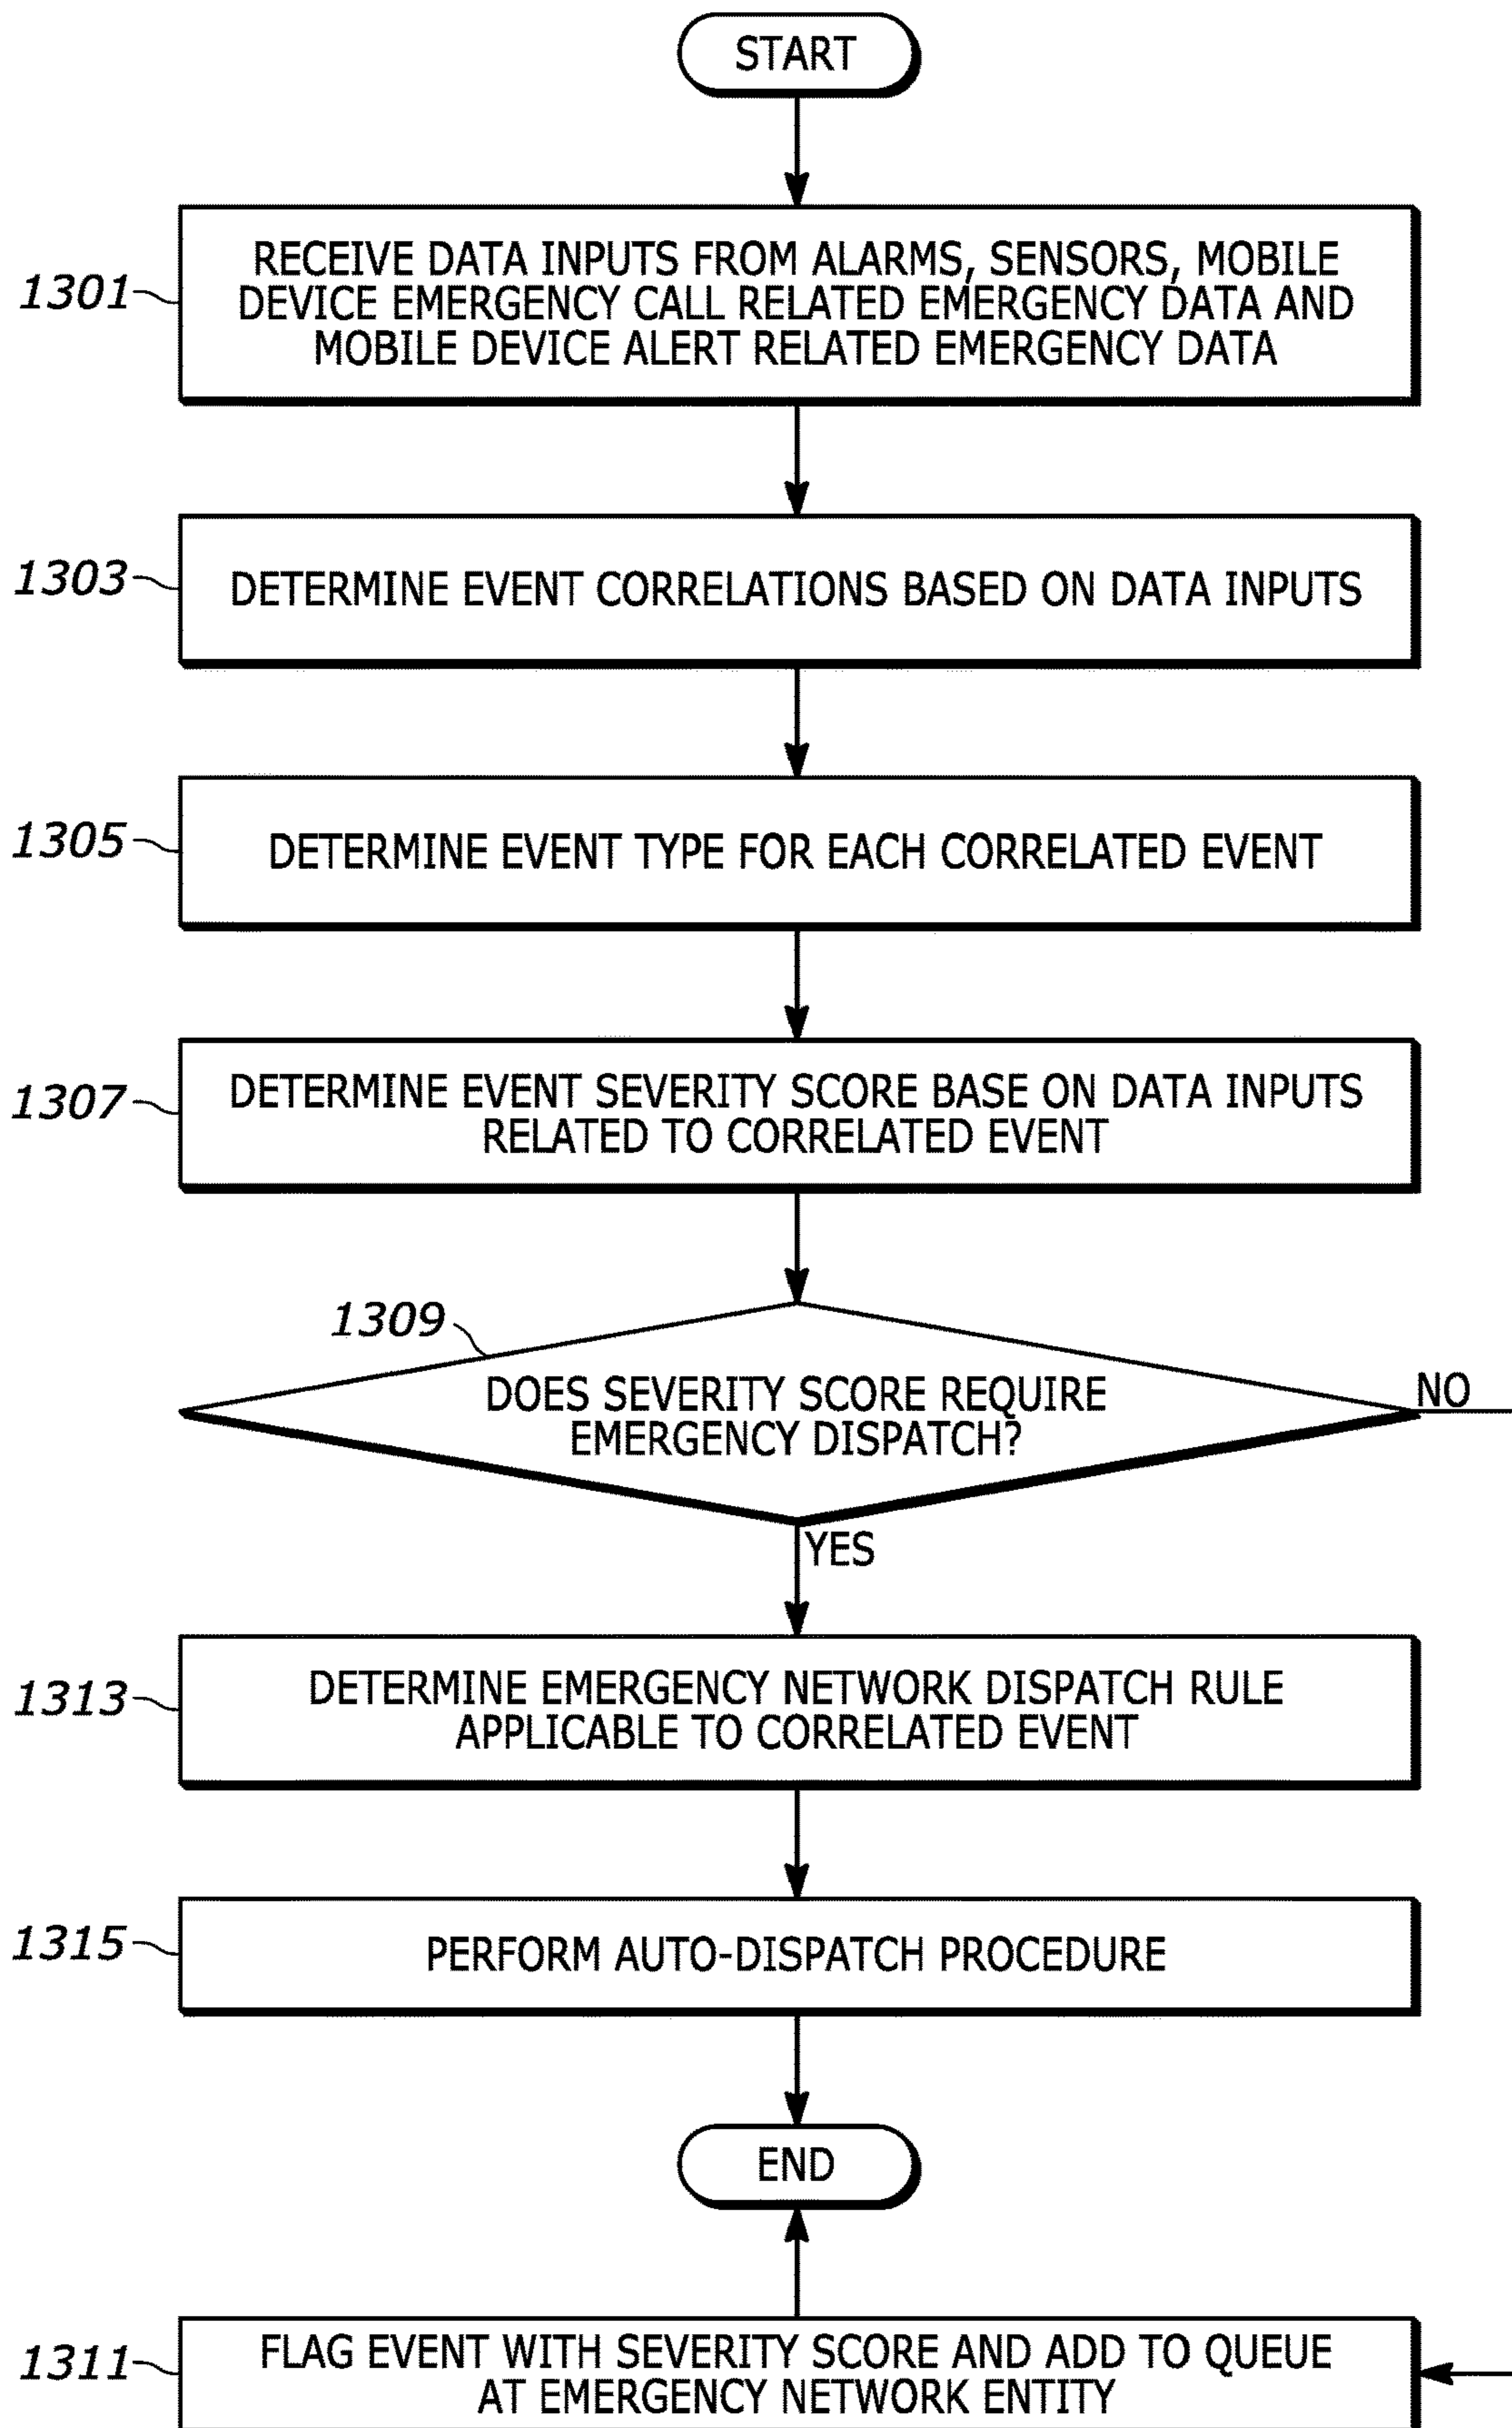 START
1301
RECEIVE DATA INPUTS FROM ALARMS, SENSORS, MOBILE
DEVICE EMERGENCY CALL RELATED EMERGENCY DATA AND
MOBILE DEVICE ALERT RELATED EMERGENCY DATA
1303
DETERMINE EVENT CORRELATIONS BASED ON DATA INPUTS
1305
DETERMINE EVENT TYPE FOR EACH CORRELATED EVENT
1307
DETERMINE EVENT SEVERITY SCORE BASE ON DATA INPUTS
RELATED TO CORRELATED EVENT
1309
DOES SEVERITY SCORE REQUIRE
EMERGENCY DISPATCH?
NO
YES
1313
DETERMINE EMERGENCY NETWORK DISPATCH RULE
APPLICABLE TO CORRELATED EVENT
1315
PERFORM AUTO-DISPATCH PROCEDURE
END
1311
FLAG EVENT WITH SEVERITY SCORE AND ADD TO QUEUE
AT EMERGENCY NETWORK ENTITY